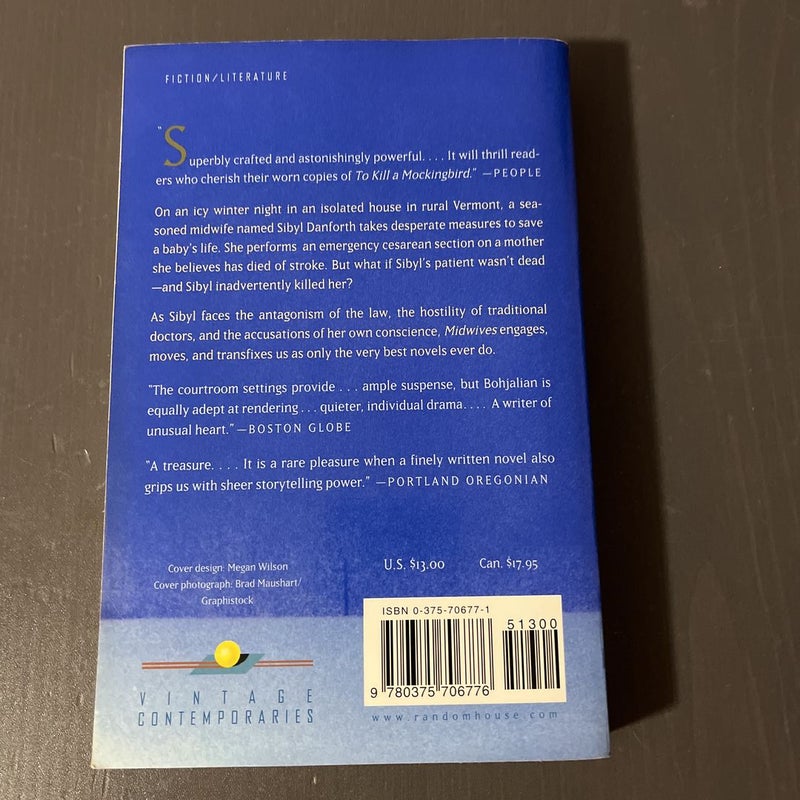 FICTION/LITERATURE
"Superbly crafted and astonishingly powerful. . . . It will thrill read-
ers who cherish their worn copies of To Kill a Mockingbird." —PEOPLE
On an icy winter night in an isolated house in rural Vermont, a sea-
soned midwife named Sibyl Danforth takes desperate measures to save
a baby's life. She performs an emergency cesarean section on a mother
she believes has died of stroke. But what if Sibyl's patient wasn't dead
—and Sibyl inadvertently killed her?
As Sibyl faces the antagonism of the law, the hostility of traditional
doctors, and the accusations of her own conscience, Midwives engages,
moves, and transfixes us as only the very best novels ever do.
"The courtroom settings provide . . . ample suspense, but Bohjalian is
equally adept at rendering . . . quieter, individual drama. . . . A writer of
unusual heart." —BOSTON GLOBE
"A treasure. . . . It is a rare pleasure when a finely written novel also
grips us with sheer storytelling power." —PORTLAND OREGONIAN
Cover design: Megan Wilson
Cover photograph: Brad Maushart/
Graphistock
U.S. $13.00 Can. $17.95
ISBN 0-375-70677-1
51300
9 780375 706776
VINTAGE
CONTEMPORARIES
www.randomhouse.com